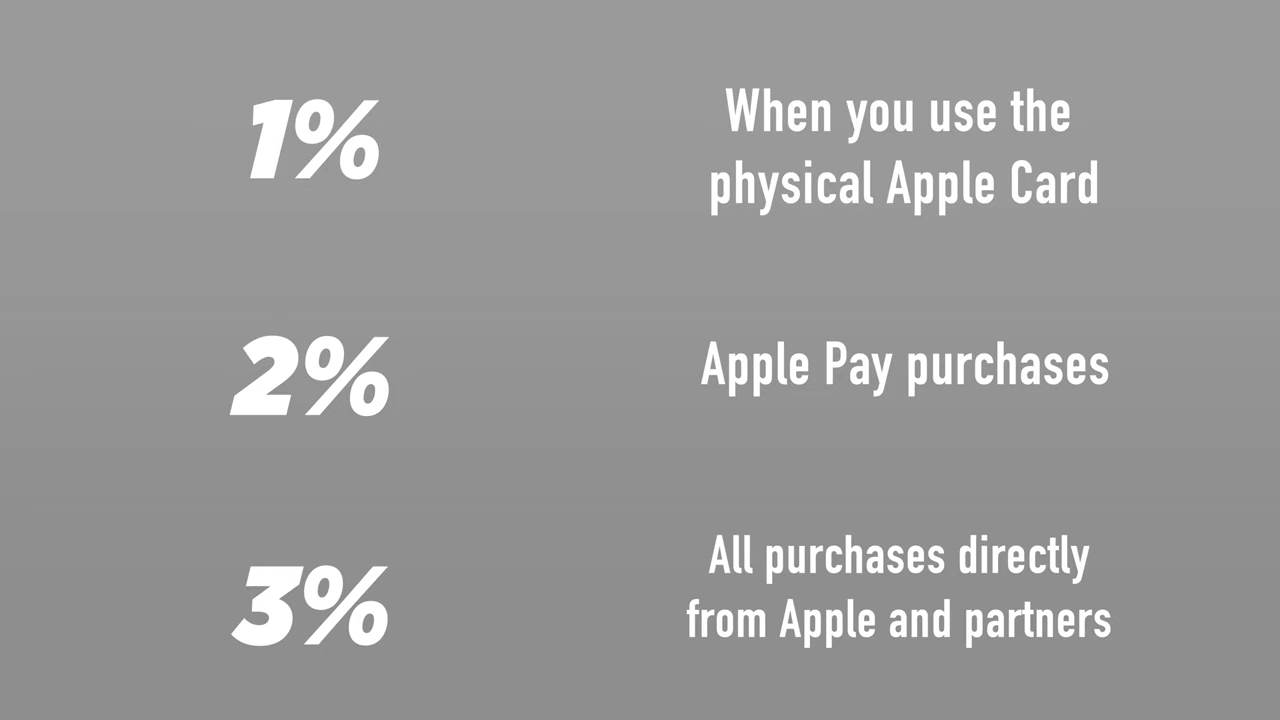 1%
When you use the
physical Apple Card
2%
Apple Pay purchases
3%
All purchases directly
from Apple and partners